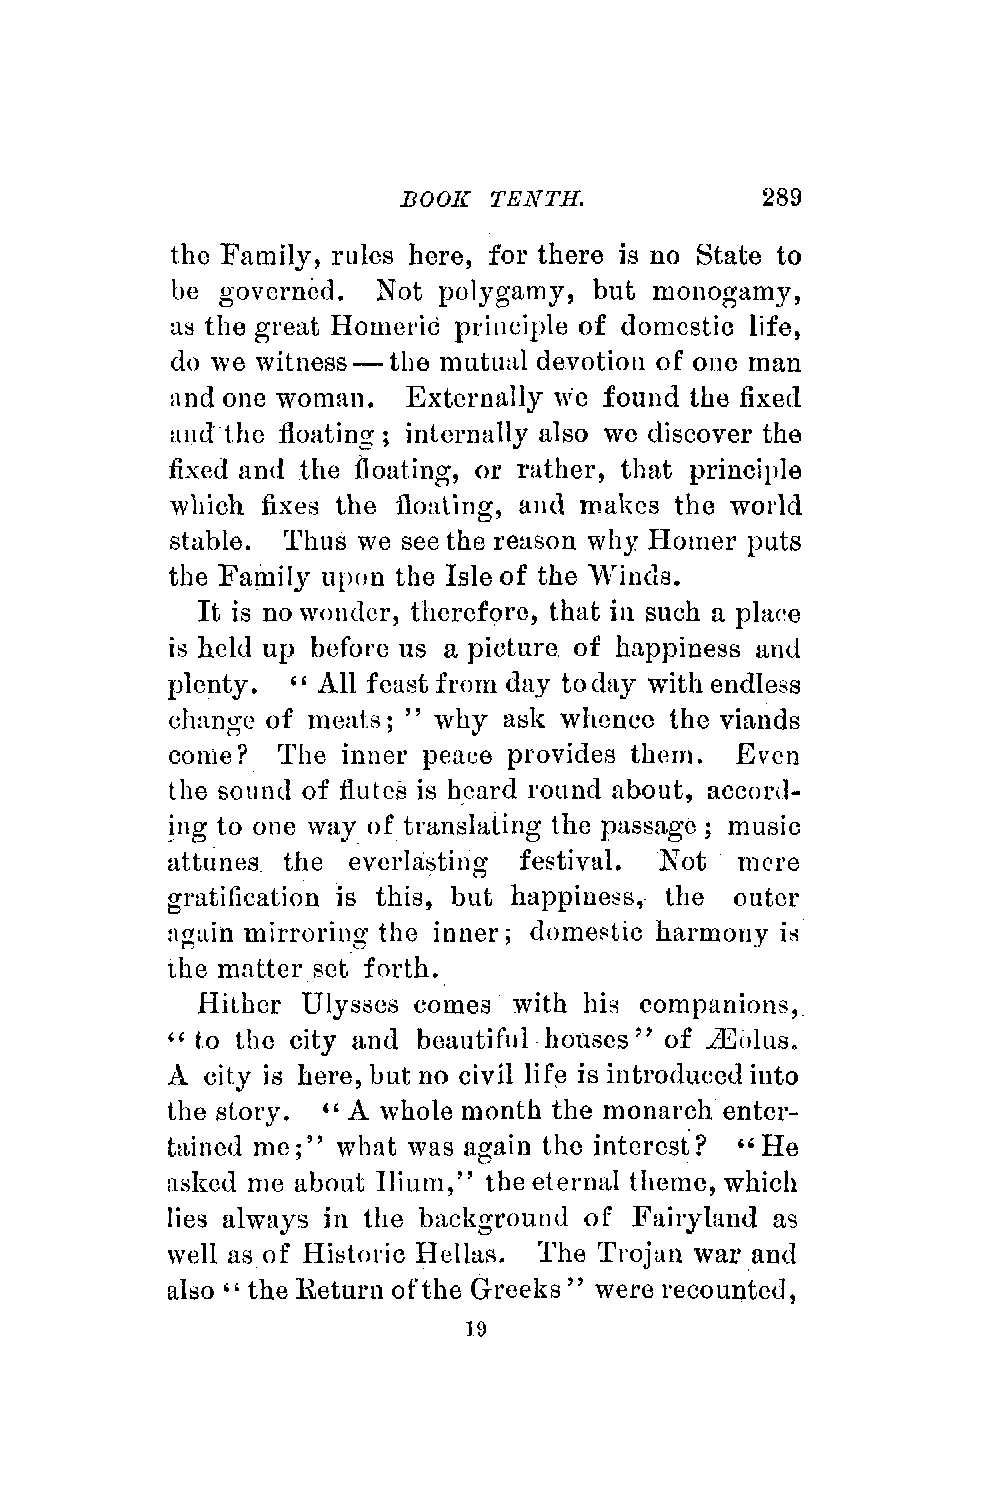 BOOK TENTH. 289
the Family, rules here, for there is no State to
be governed. Not polygamy, but monogamy,
as the great Homeric principle of domestic life,
do we witness — the mutual devotion of one man
and one woman. Externally we found the fixed
and the floating; internally also we discover the
fixed and the floating, or rather, that principle
which fixes the floating, and makes the world
stable. Thus we see the reason why Homer puts
the Family upon the Isle of the Winds.
It is no wonder, therefore, that in such a place
is held up before us a picture of happiness and
plenty. “ All feast from day to day with endless
change of meats; ” why ask whence the viands
come? The inner peace provides them. Even
the sound of flutes is heard round about, accord-
ing to one way of translating the passage; music
attunes the everlasting festival. Not mere
gratification is this, but happiness, the outer
again mirroring the inner; domestic harmony is
the matter set forth.
Hither Ulysses comes with his companions,
“ to the city and beautiful houses” of Æolus.
A city is here, but no civil life is introduced into
the story. “ A whole month the monarch enter-
tained me;” what was again the interest? “ He
asked me about Ilium,” the eternal theme, which
lies always in the background of Fairyland as
well as of Historic Hellas. The Trojan war and
also “ the Return of the Greeks” were recounted,
19